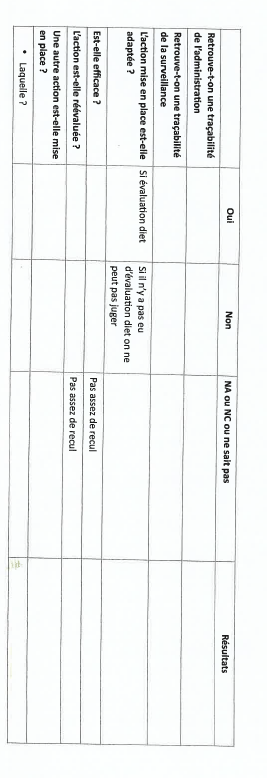 Oui
Non
NA ou NC ou ne sait pas
Résultats
Retrouve-t-on une traçabilité
de l'administration
Retrouve-t-on une traçabilité
de la surveillance
L'action mise en place est-elle
adaptée ?
Si évaluation diet
Si il n'y a pas eu
d'évaluation diet on ne
peut pas juger
Est-elle efficace ?
Pas assez de recul
L'action est-elle réévaluée ?
Pas assez de recul
Une autre action est-elle mise
en place ?
• Laquelle ?